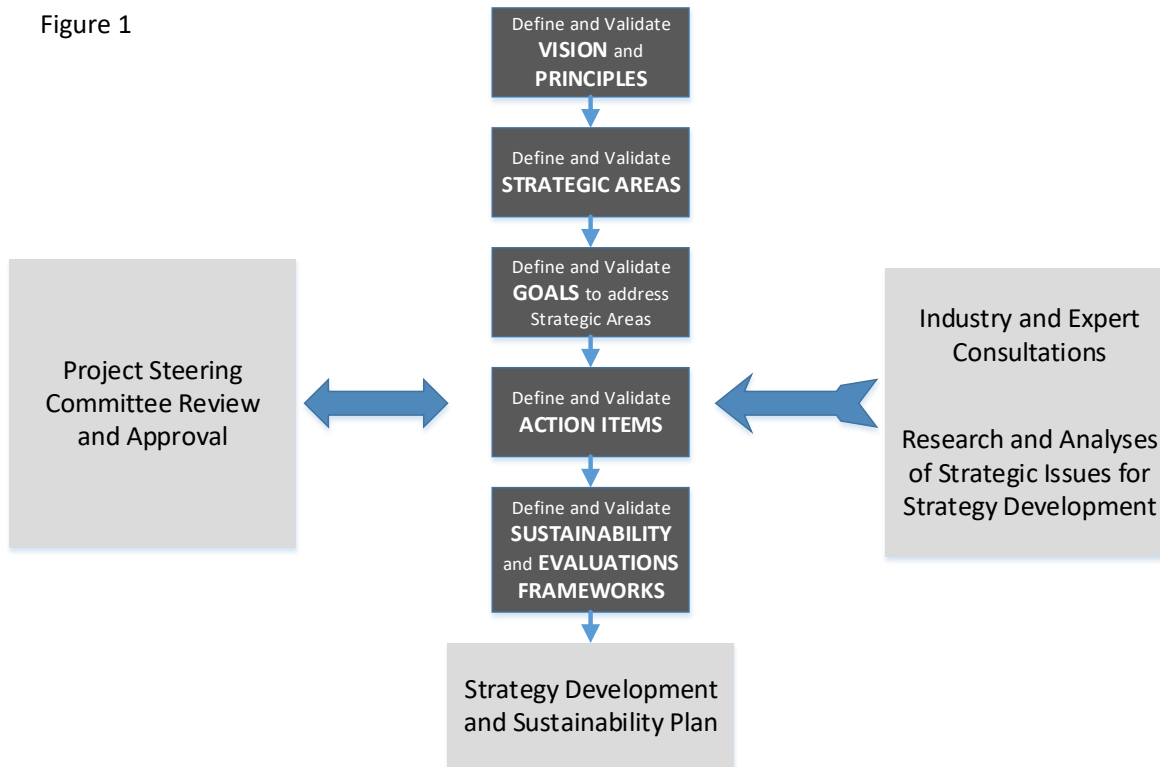 Figure 1
Define and Validate
VISION and
PRINCIPLES
Define and Validate
STRATEGIC AREAS
Define and Validate
GOALS to address
Strategic Areas
Project Steering
Committee Review
and Approval
Define and Validate
ACTION ITEMS
Industry and Expert
Consultations
Research and Analyses
of Strategic Issues for
Strategy Development
Define and Validate
SUSTAINABILITY
and EVALUATIONS
FRAMEWORKS
Strategy Development
and Sustainability Plan